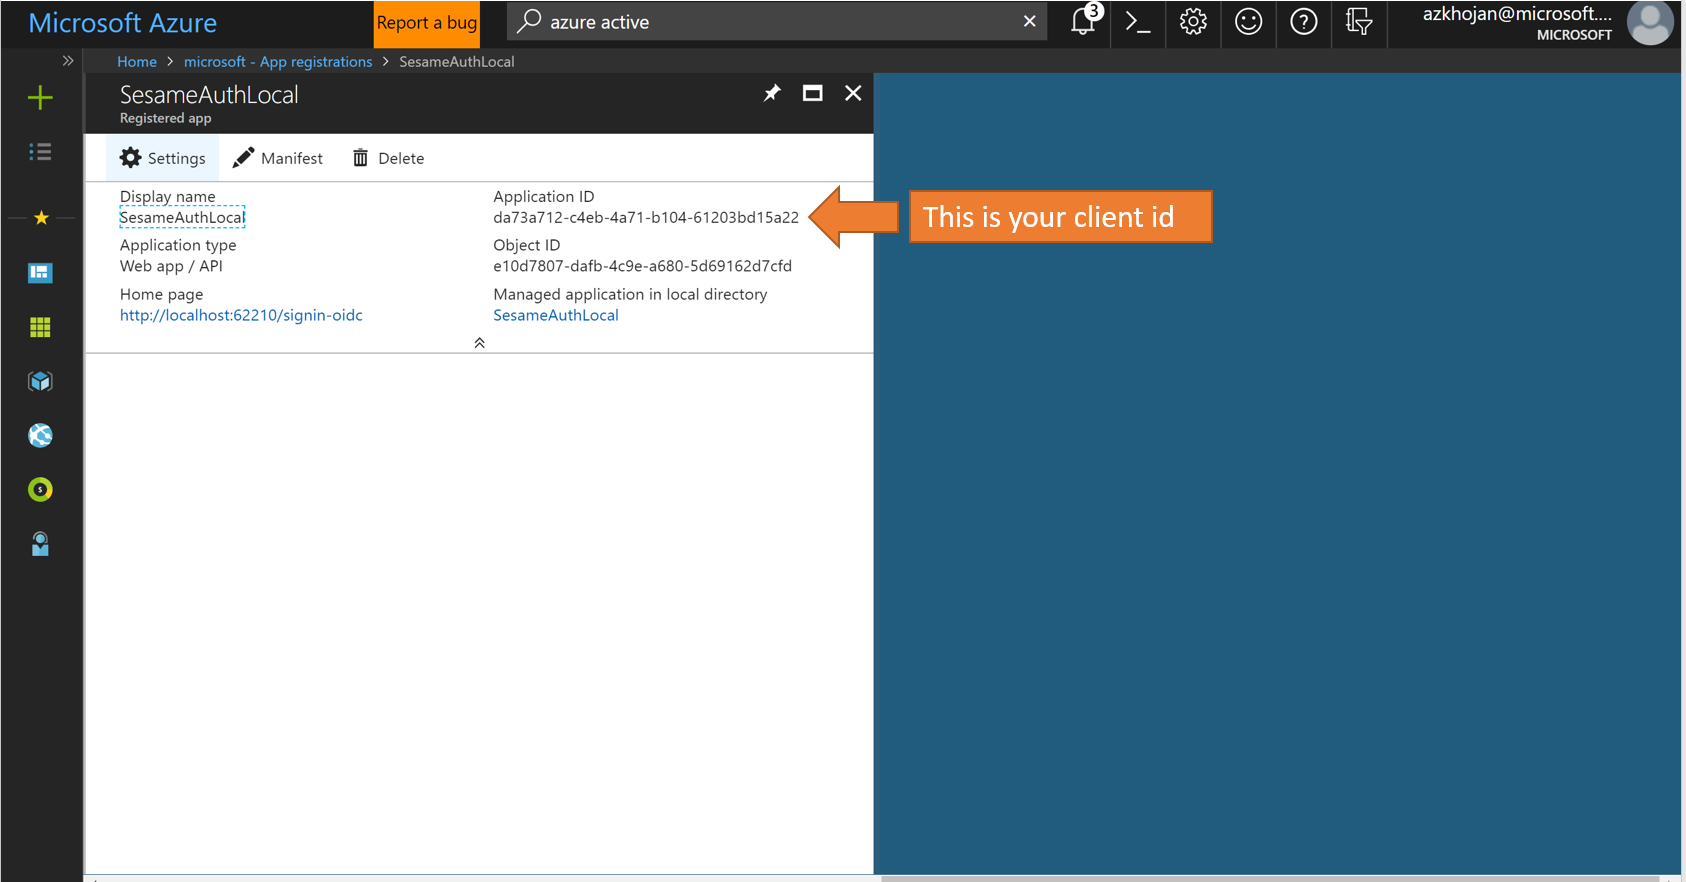 Microsoft Azure
Report a bug
azure active
3
azkhojan@microsoft....
MICROSOFT
Home > microsoft - App registrations > SesameAuthLocal
SesameAuthLocal
Registered app
Settings
Manifest
Delete
Display name
SesameAuthLocal
Application type
Web app / API
Home page
http://localhost:62210/signin-oidc
Application ID
da73a712-c4eb-4a71-b104-61203bd15a22
Object ID
e10d7807-dafb-4c9e-a680-5d69162d7cfd
Managed application in local directory
SesameAuthLocal
This is your client id